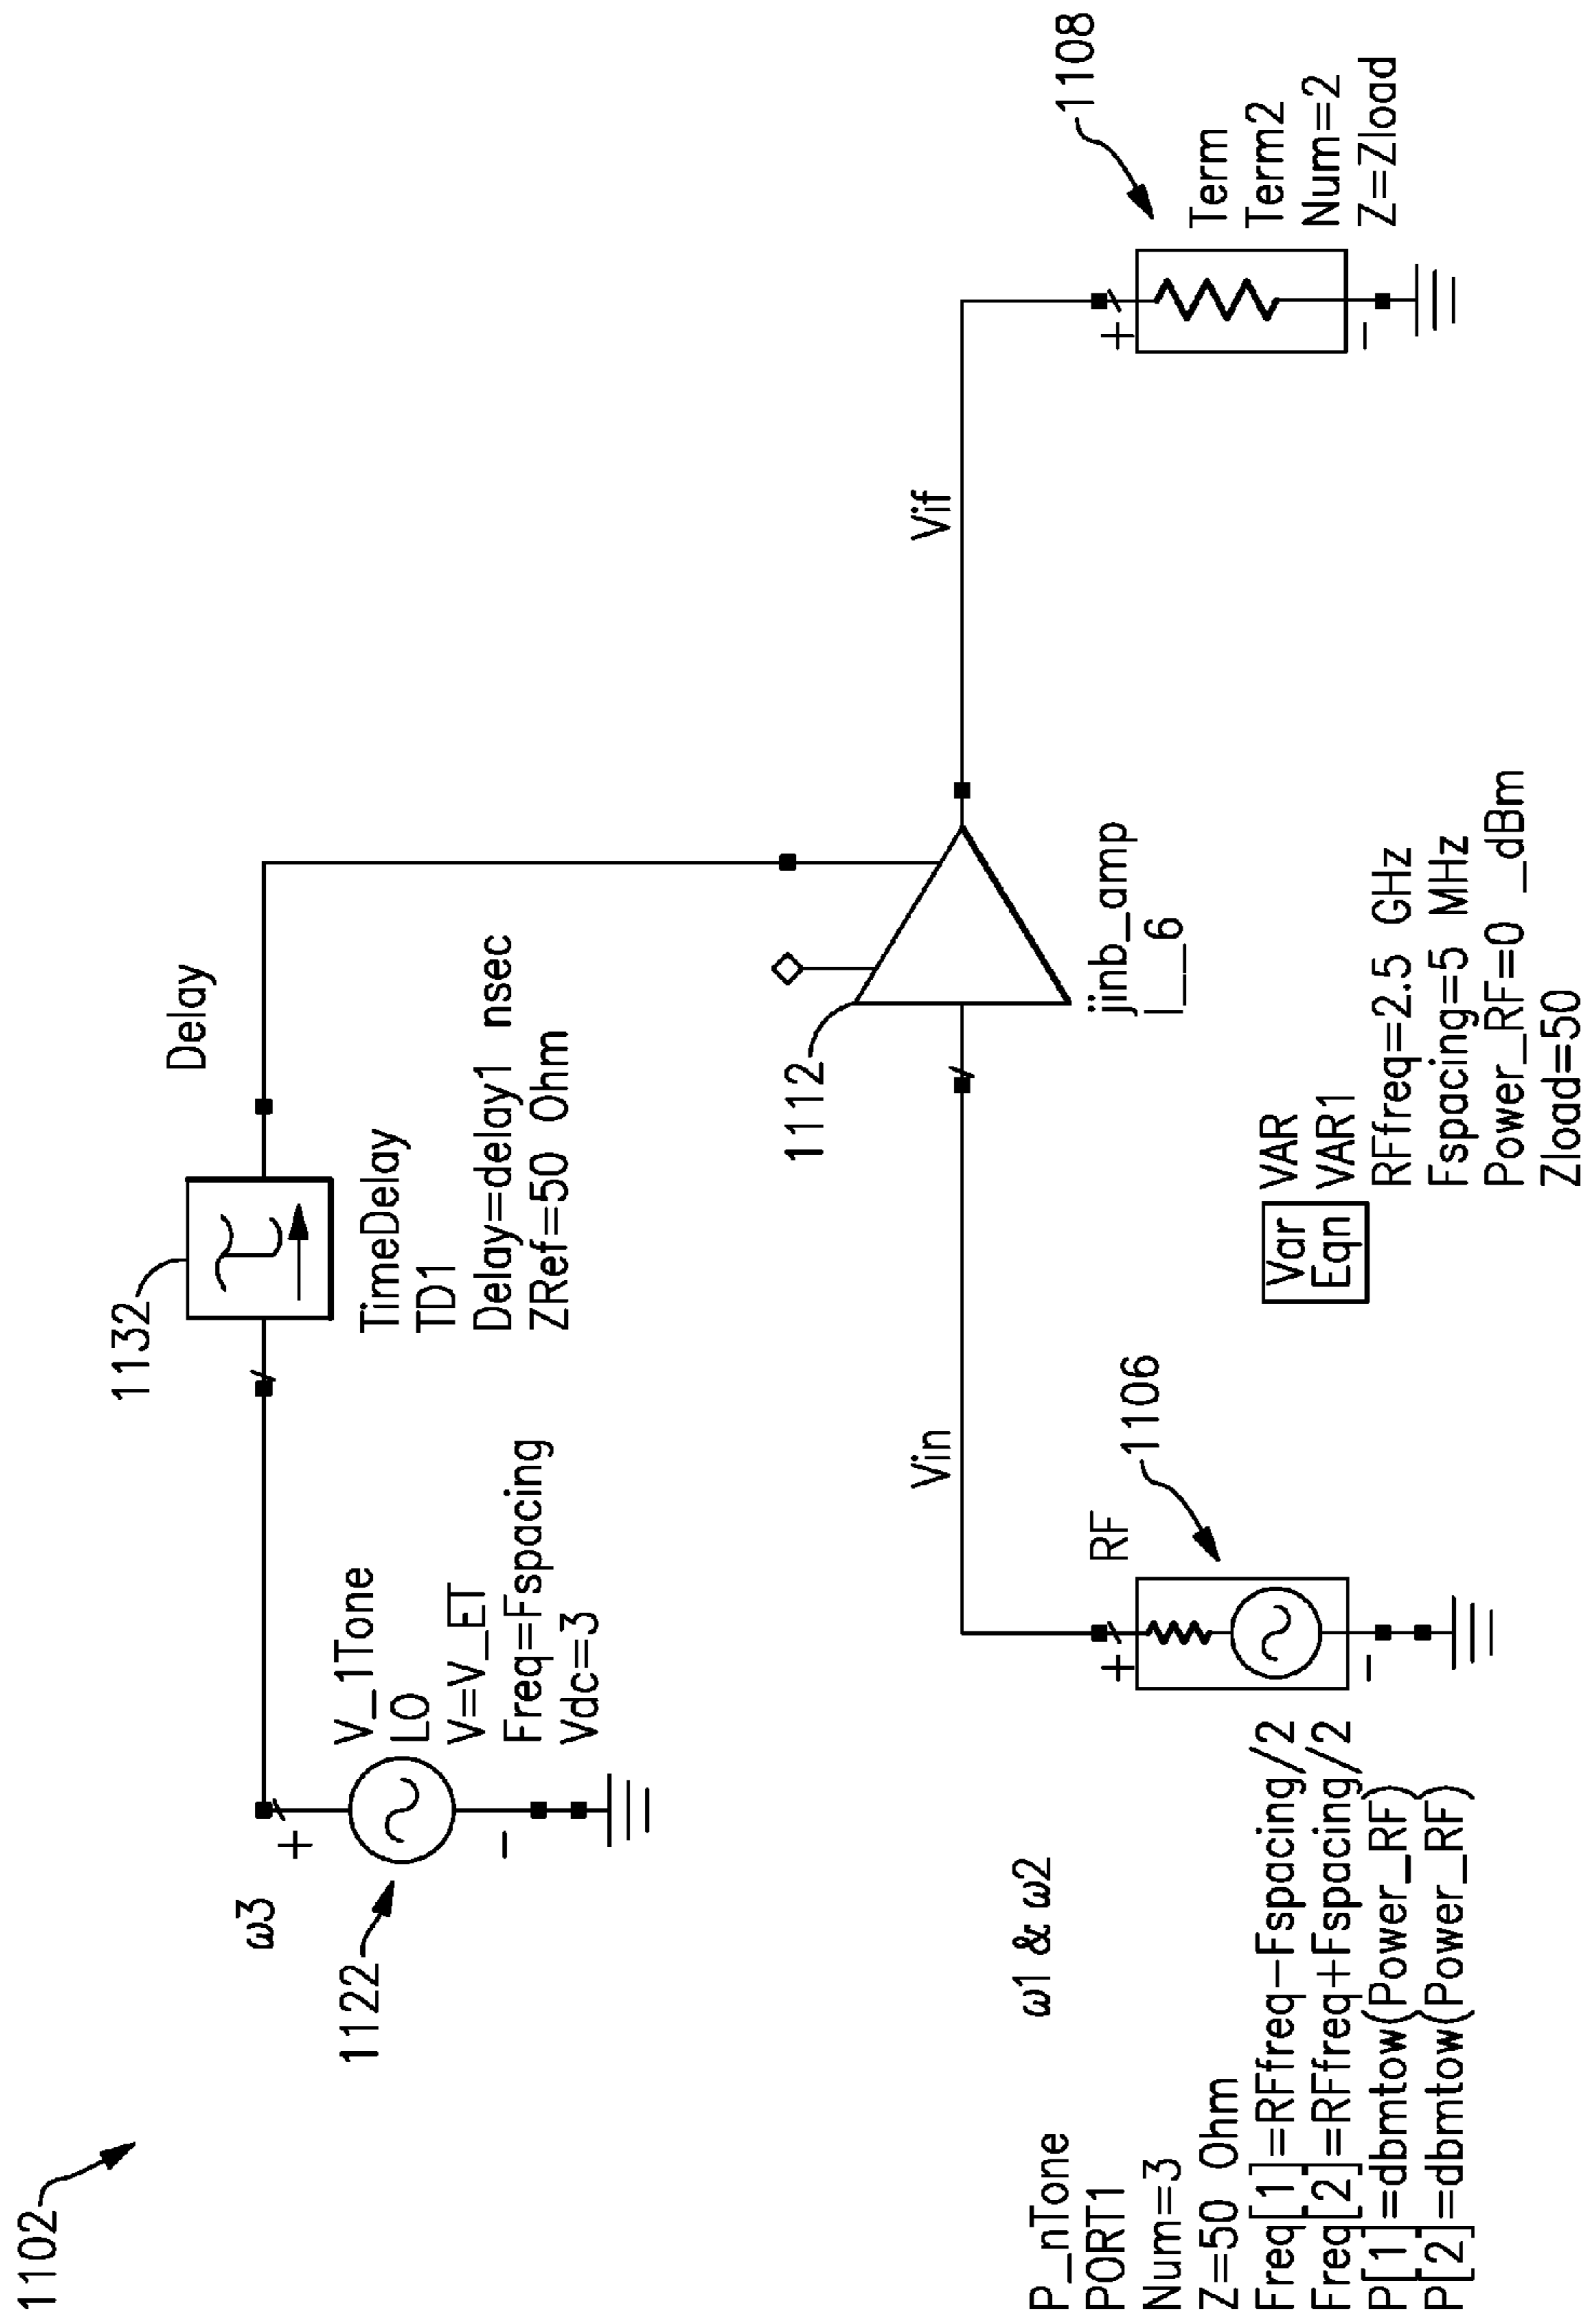 1102
ω3
1122
V_1Tone
LO
V=V_ET
Freq=Fspacing
Vdc=3
+
-
1132
TimeDelay
TD1
Delay=delay1 nsec
ZRef=50 Ohm
Delay
ω1 & ω2
P_nTone
PORT1
Num=3
Z=50 Ohm
Freq[1]=RFfreq-Fspacing/2
Freq[2]=RFfreq+Fspacing/2
P[1]=dbmtow(Power_RF)
P[2]=dbmtow(Power_RF)
RF
+
-
1106
Vin
1112
jinb_amp
I__6
Vif
1108
+
-
Term
Term2
Num=2
Z=Zload
Var
Eqn
VAR
VAR1
RFfreq=2.5 GHz
Fspacing=5 MHz
Power_RF=0 _dBm
Zload=50